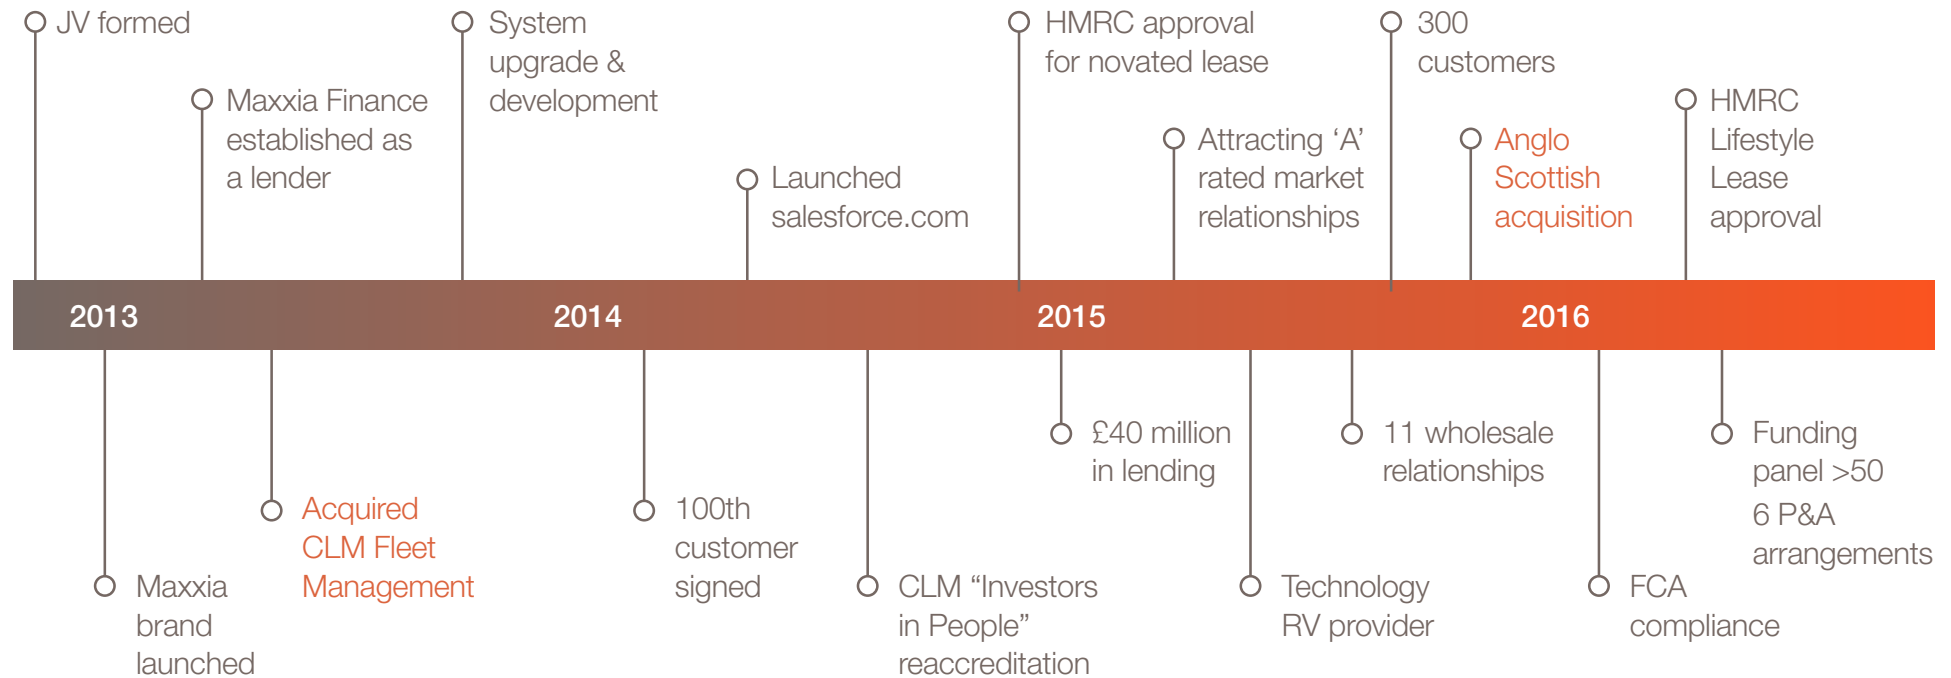 JV formed
Maxxia Finance
established as
a lender
System
upgrade &
development
Launched
salesforce.com
HMRC approval
for novated lease
Attracting ‘A’
rated market
relationships
300
customers
Anglo
Scottish
acquisition
HMRC
Lifestyle
Lease
approval
2013
2014
2015
2016
Maxxia
brand
launched
Acquired
CLM Fleet
Management
100th
customer
signed
CLM “Investors
in People”
reaccreditation
£40 million
in lending
Technology
RV provider
11 wholesale
relationships
FCA
compliance
Funding
panel >50
6 P&A
arrangements